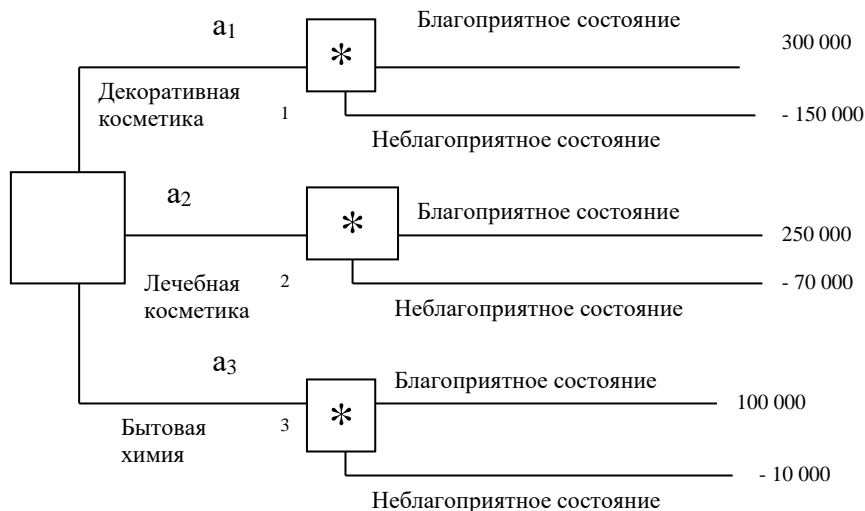 a1
Благоприятное состояние
300 000
*
Декоративная
косметика
1
- 150 000
Неблагоприятное состояние
a2
Благоприятное состояние
*
250 000
Лечебная
косметика
2
- 70 000
Неблагоприятное состояние
a3
Благоприятное состояние
100 000
*
Бытовая
химия
3
- 10 000
Неблагоприятное состояние